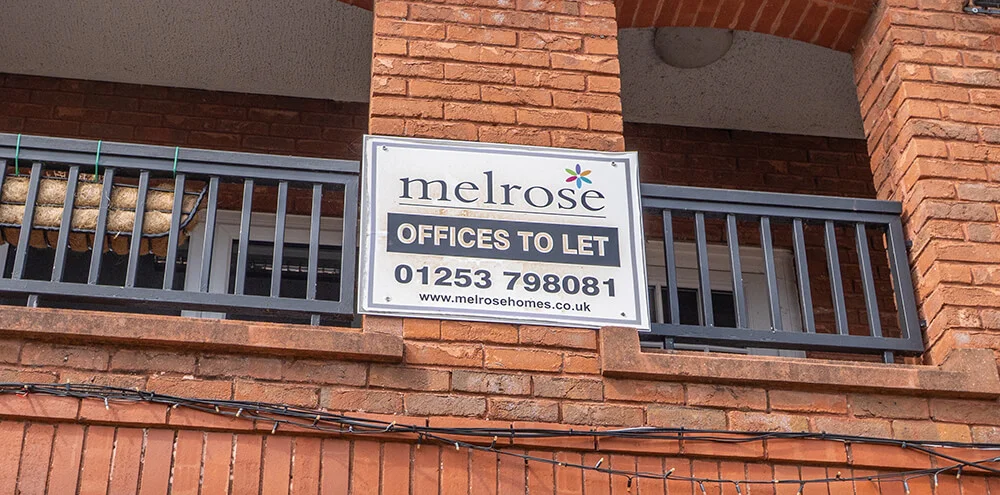 melrose
OFFICES TO LET
01253 798081
www.melrosehomes.co.uk